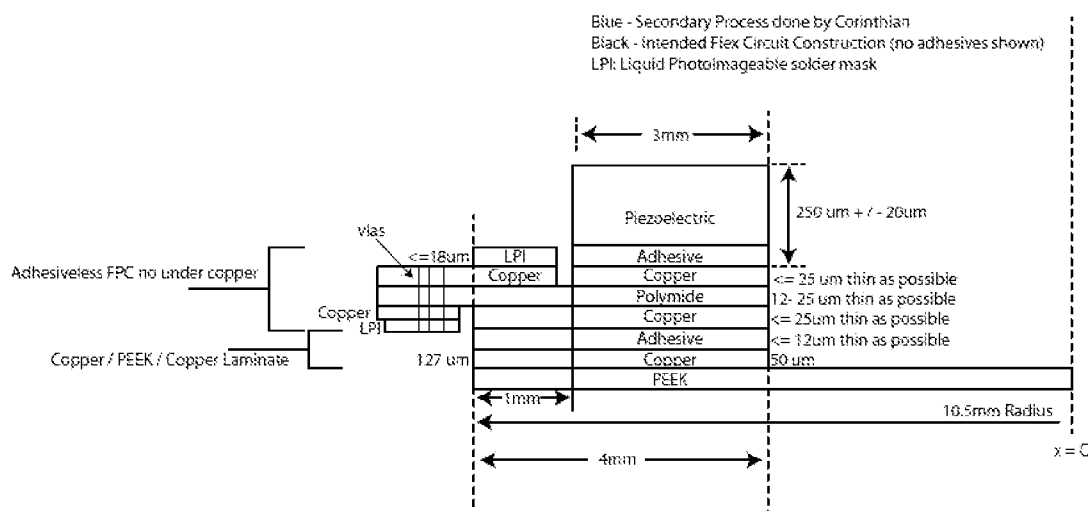 Blue - Secondary Process done by Corinthian
Black - Intended Flex Circuit Construction (no adhesives shown)
LPI: Liquid Photoimageable solder mask
3mm
250 um + / - 20um
Piezoelectric
vias
<=18um
LPI
Adhesive
Adhesiveless FPC no under copper
Copper
Copper
<= 25 um thin as possible
Polymide
12- 25 um thin as possible
Copper
Copper
<= 25um thin as possible
LPI
Adhesive
<= 12um thin as possible
Copper / PEEK / Copper Laminate
127 um
Copper
50 um
PEEK
1mm
10.5mm Radius
4mm
x = 0